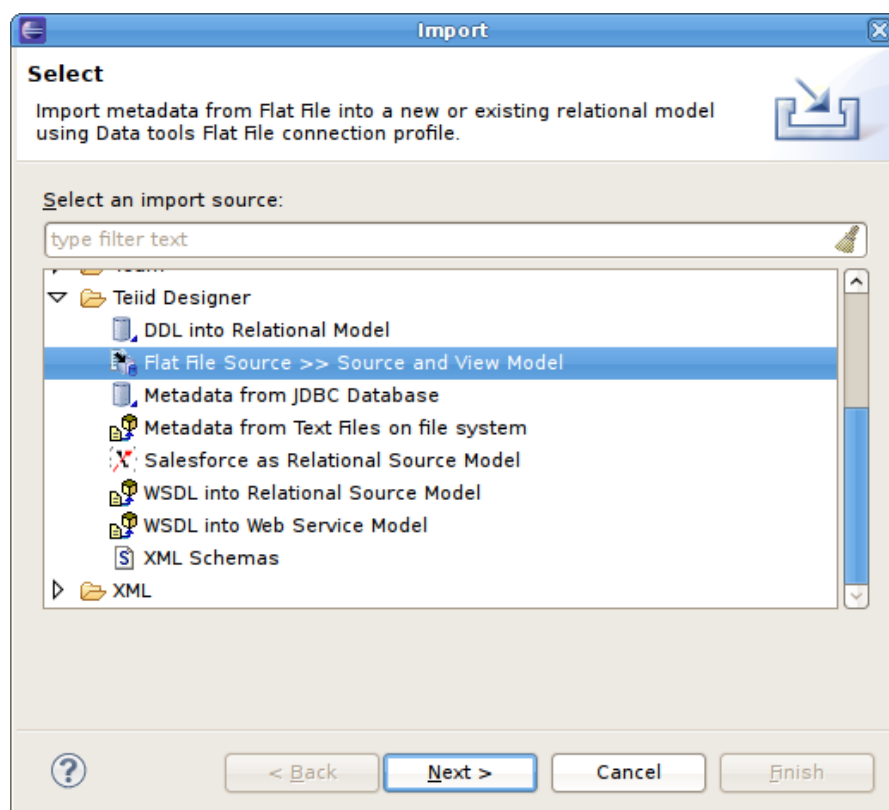 Import
Select
Import metadata from Flat File into a new or existing relational model
using Data tools Flat File connection profile.
Select an import source:
type filter text
Team
Teiid Designer
DDL into Relational Model
Flat File Source >> Source and View Model
Metadata from JDBC Database
Metadata from Text Files on file system
Salesforce as Relational Source Model
WSDL into Relational Source Model
WSDL into Web Service Model
XML Schemas
XML
< Back
Next >
Cancel
Finish